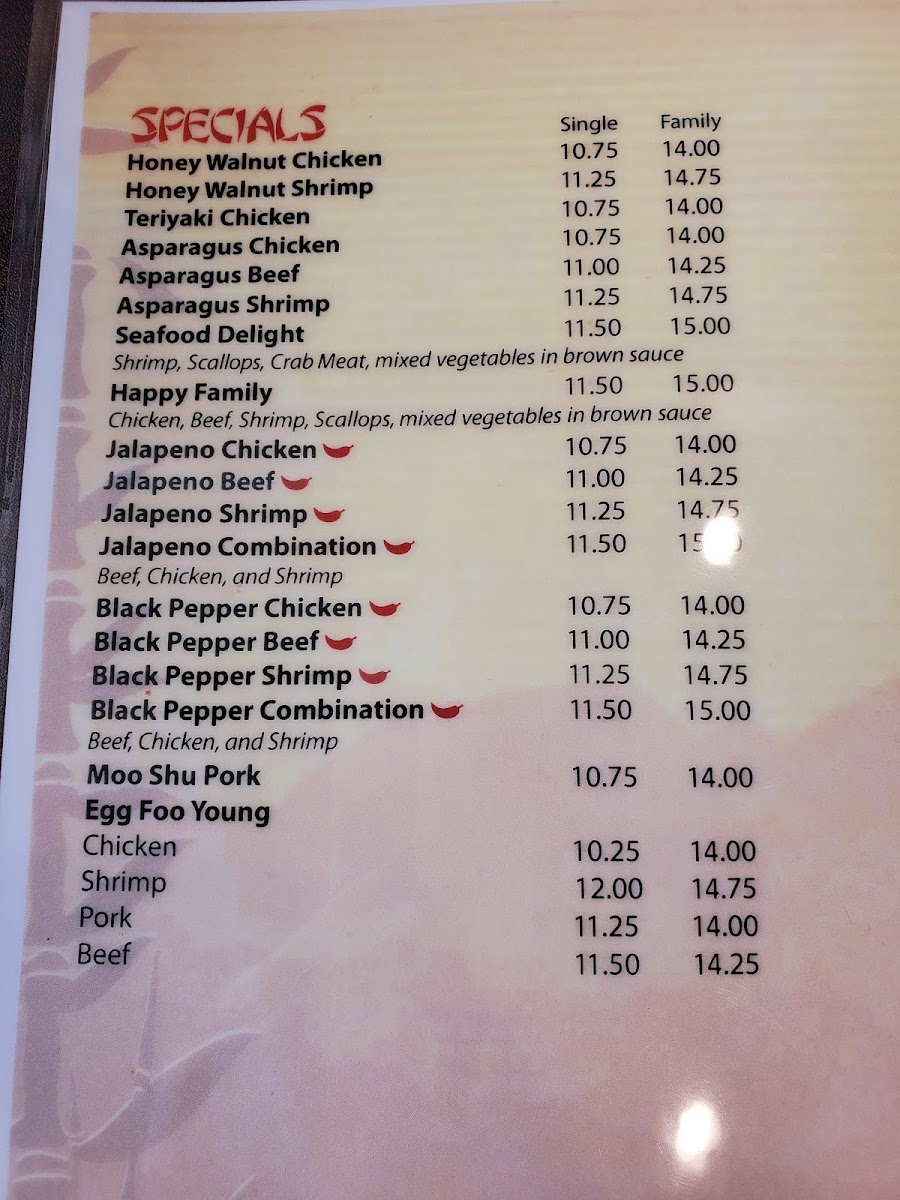 SPECIALS Single Family
Honey Walnut Chicken 10.75 14.00
Honey Walnut Shrimp 11.25 14.75
Teriyaki Chicken 10.75 14.00
Asparagus Chicken 10.75 14.00
Asparagus Beef 11.00 14.25
Asparagus Shrimp 11.25 14.75
Seafood Delight 11.50 15.00
Shrimp, Scallops, Crab Meat, mixed vegetables in brown sauce
Happy Family 11.50 15.00
Chicken, Beef, Shrimp, Scallops, mixed vegetables in brown sauce
Jalapeno Chicken 10.75 14.00
Jalapeno Beef 11.00 14.25
Jalapeno Shrimp 11.25 14.75
Jalapeno Combination 11.50
Beef, Chicken, and Shrimp
Black Pepper Chicken 10.75 14.00
Black Pepper Beef 11.00 14.25
Black Pepper Shrimp 11.25 14.75
Black Pepper Combination 11.50 15.00
Beef, Chicken, and Shrimp
Moo Shu Pork 10.75 14.00
Egg Foo Young
Chicken 10.25 14.00
Shrimp 12.00 14.75
Pork 11.25 14.00
Beef 11.50 14.25